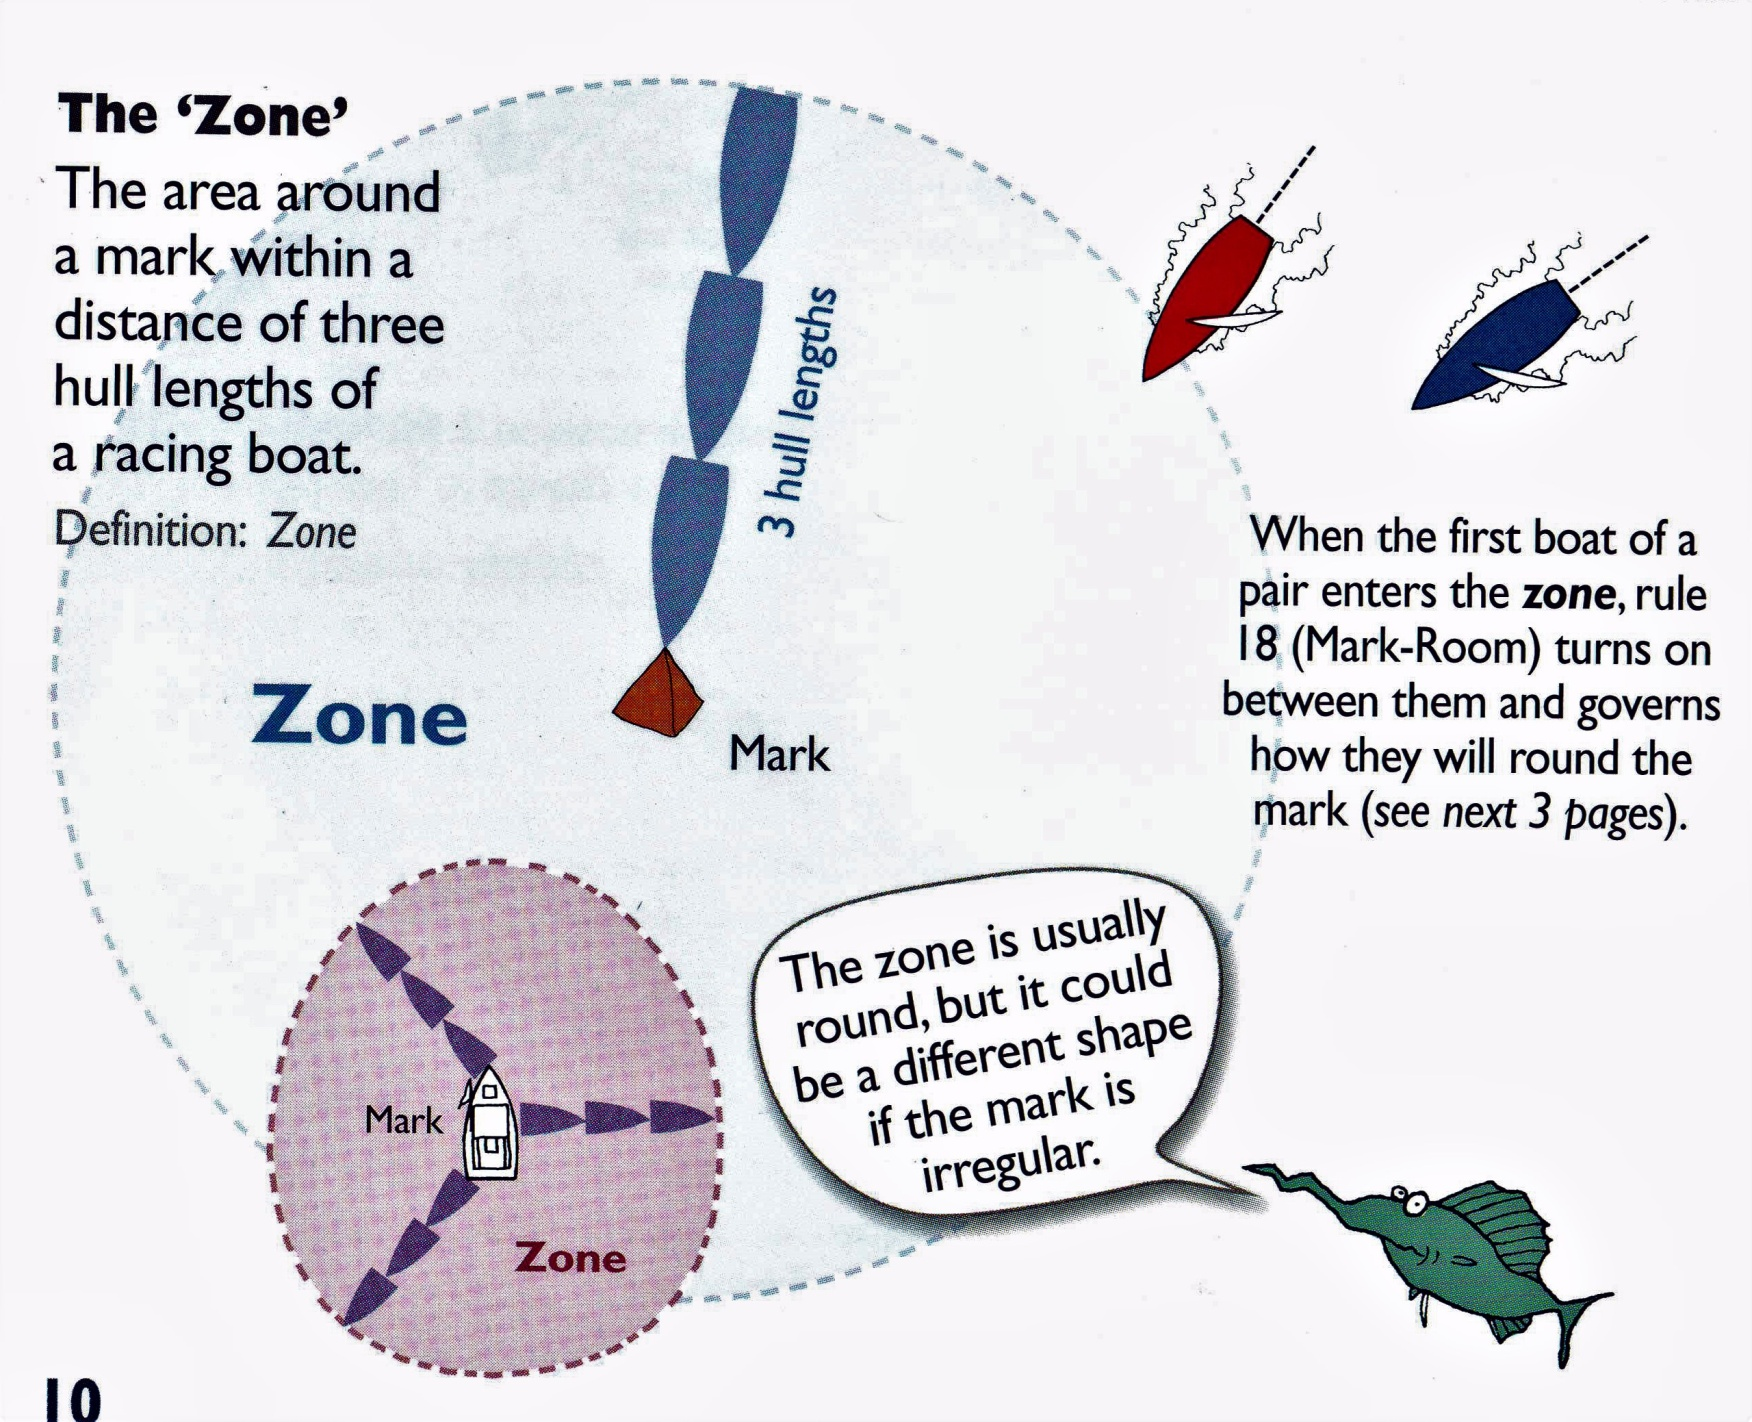 The ‘Zone’
The area around
a mark within a
distance of three
hull lengths of
a racing boat.
Definition: Zone
3 hull lengths
Zone
Mark
When the first boat of a
pair enters the zone, rule
18 (Mark-Room) turns on
between them and governs
how they will round the
mark (see next 3 pages).
The zone is usually
round, but it could
be a different shape
if the mark is
irregular.
Mark
Zone
10